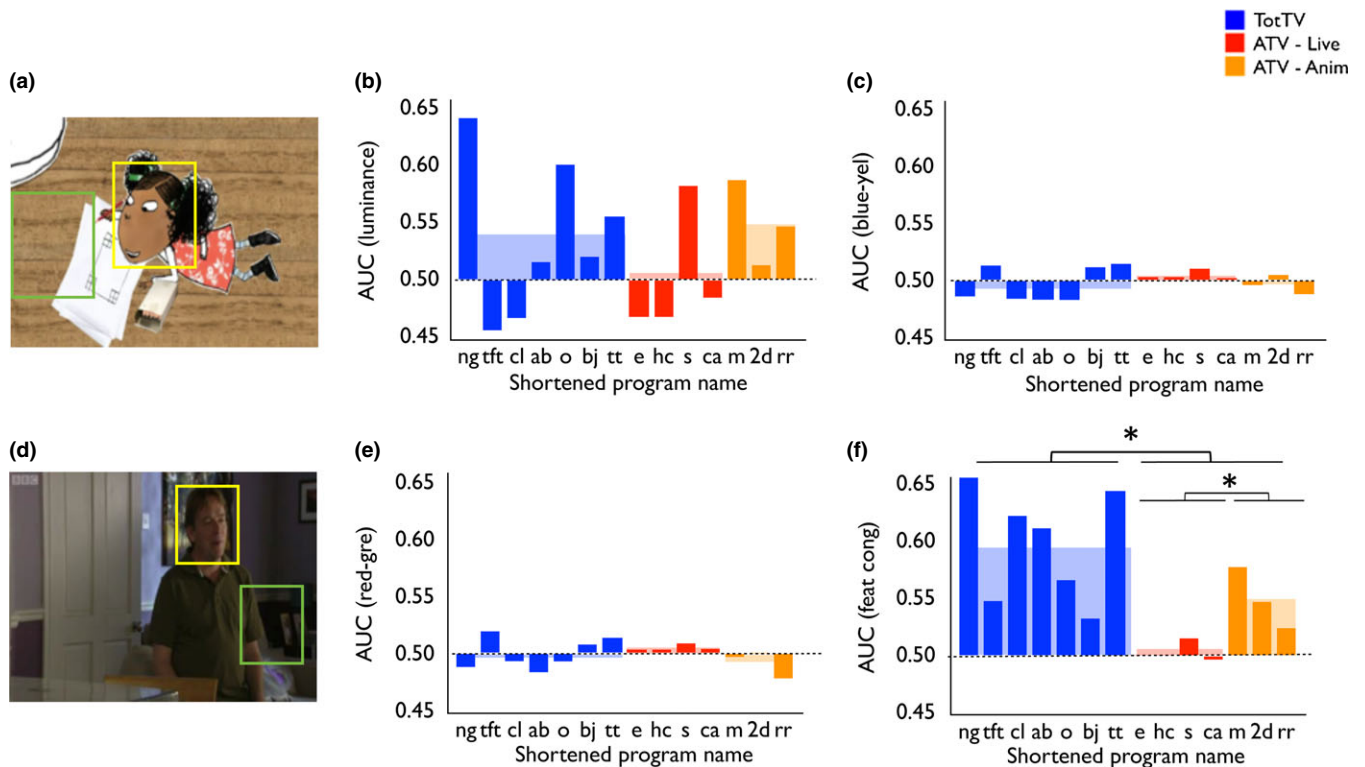 TotTV
ATV - Live
ATV - Anim
(a)
(b)
AUC (luminance)
0.65
0.60
0.55
0.50
0.45
ng tft cl ab o bj tt e hc s ca m 2d rr
Shortened program name
(c)
AUC (blue-yel)
0.65
0.60
0.55
0.50
0.45
ng tft cl ab o bj tt e hc s ca m 2d rr
Shortened program name
(d)
BBC
(e)
AUC (red-gre)
0.65
0.60
0.55
0.50
0.45
ng tft cl ab o bj tt e hc s ca m 2d rr
Shortened program name
(f)
*
*
AUC (feat cong)
0.65
0.60
0.55
0.50
0.45
ng tft cl ab o bj tt e hc s ca m 2d rr
Shortened program name